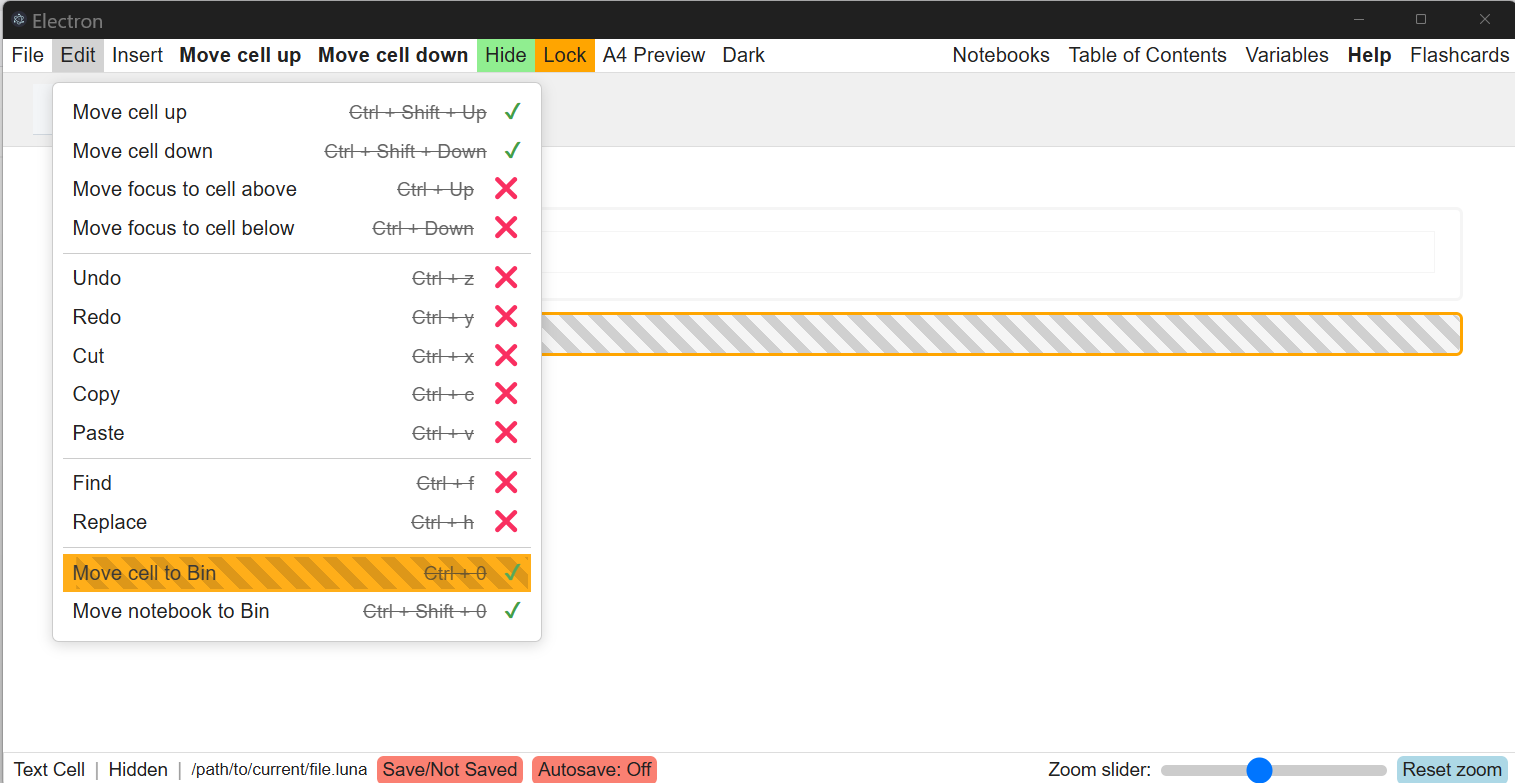 Electron
File Edit Insert Move cell up Move cell down Hide Lock A4 Preview Dark Notebooks Table of Contents Variables Help Flashcards
Move cell up Ctrl + Shift + Up
Move cell down Ctrl + Shift + Down
Move focus to cell above Ctrl + Up
Move focus to cell below Ctrl + Down
Undo Ctrl + z
Redo Ctrl + y
Cut Ctrl + x
Copy Ctrl + c
Paste Ctrl + v
Find Ctrl + f
Replace Ctrl + h
Move cell to Bin Ctrl + 0
Move notebook to Bin Ctrl + Shift + 0
Text Cell | Hidden | /path/to/current/file.luna Save/Not Saved Autosave: Off Zoom slider: Reset zoom